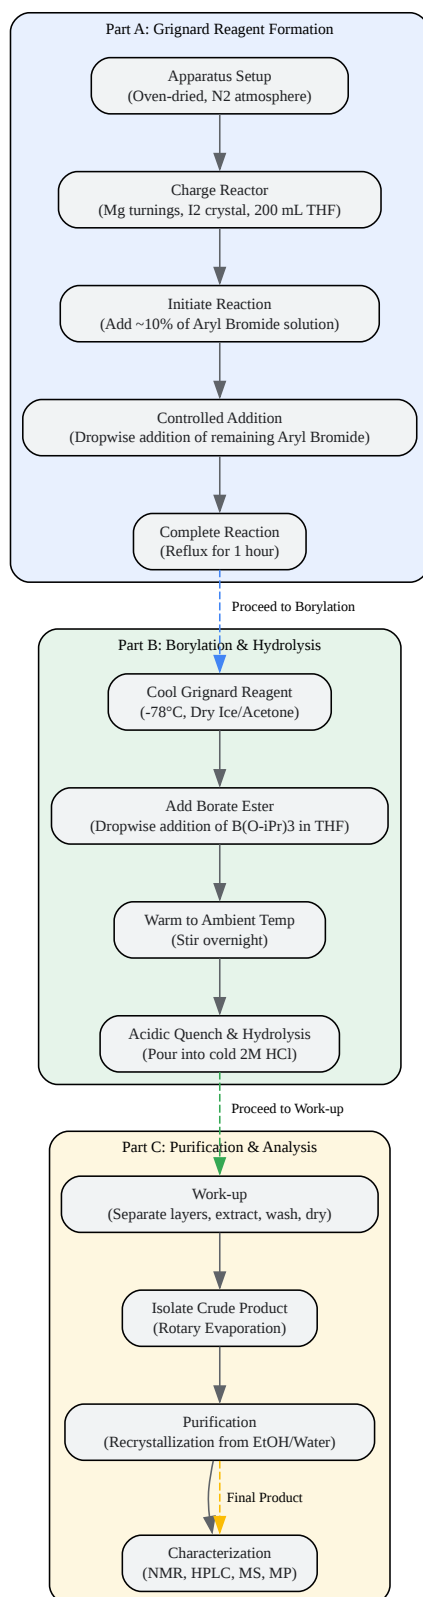 Part A: Grignard Reagent Formation
Apparatus Setup
(Oven-dried, N2 atmosphere)
Charge Reactor
(Mg turnings, I2 crystal, 200 mL THF)
Initiate Reaction
(Add ~10% of Aryl Bromide solution)
Controlled Addition
(Dropwise addition of remaining Aryl Bromide)
Complete Reaction
(Reflux for 1 hour)
Proceed to Borylation
Part B: Borylation & Hydrolysis
Cool Grignard Reagent
(-78°C, Dry Ice/Acetone)
Add Borate Ester
(Dropwise addition of B(O-iPr)3 in THF)
Warm to Ambient Temp
(Stir overnight)
Acidic Quench & Hydrolysis
(Pour into cold 2M HCl)
Proceed to Work-up
Part C: Purification & Analysis
Work-up
(Separate layers, extract, wash, dry)
Isolate Crude Product
(Rotary Evaporation)
Purification
(Recrystallization from EtOH/Water)
Final Product
Characterization
(NMR, HPLC, MS, MP)